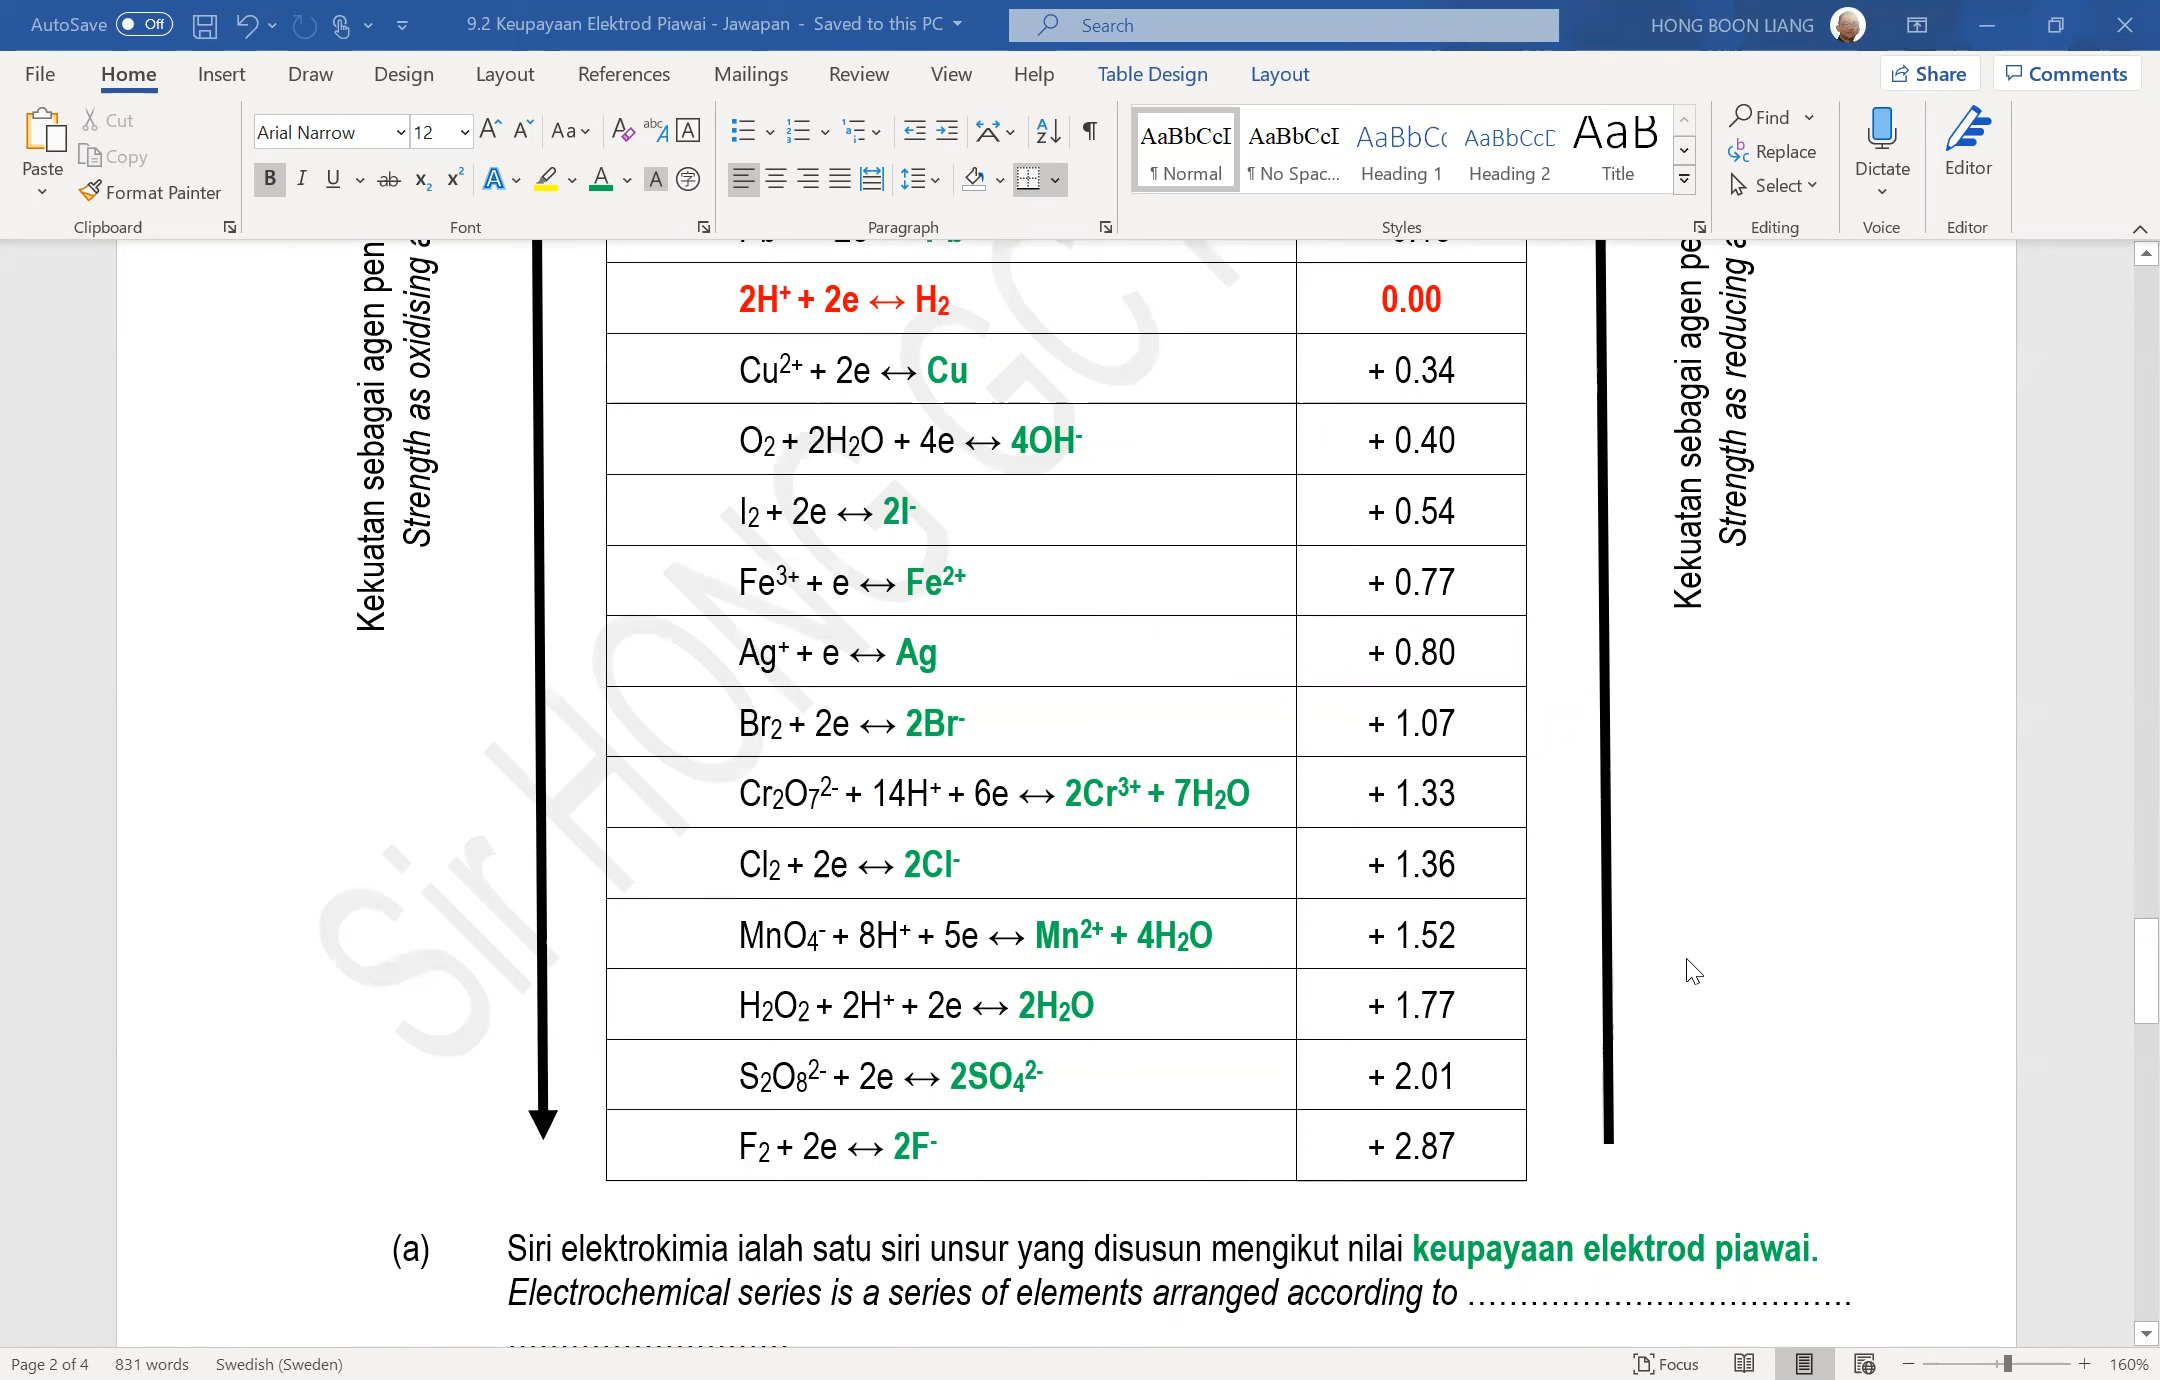 AutoSave Off 9.2 Keupayaan Elektrod Piawai - Jawapan - Saved to this PC Search HONG BOON LIANG
File Home Insert Draw Design Layout References Mailings Review View Help Table Design Layout Share Comments
Paste Cut Copy Format Painter
Arial Narrow 12
B I U ab x₂ x²
AaBbCcI AaBbCcI AaBbCc AaBbCcD AaB
¶ Normal ¶ No Spac... Heading 1 Heading 2 Title
Find Replace Select
Dictate Editor
Clipboard Font Paragraph Styles Editing Voice Editor
Kekuatan sebagai agen
Strength as oxidising
2H⁺ + 2e ↔ H₂ 0.00
Cu²⁺ + 2e ↔ Cu + 0.34
O₂ + 2H₂O + 4e ↔ 4OH⁻ + 0.40
I₂ + 2e ↔ 2I⁻ + 0.54
Fe³⁺ + e ↔ Fe²⁺ + 0.77
Ag⁺ + e ↔ Ag + 0.80
Br₂ + 2e ↔ 2Br⁻ + 1.07
Cr₂O₇²⁻ + 14H⁺ + 6e ↔ 2Cr³⁺ + 7H₂O + 1.33
Cl₂ + 2e ↔ 2Cl⁻ + 1.36
MnO₄⁻ + 8H⁺ + 5e ↔ Mn²⁺ + 4H₂O + 1.52
H₂O₂ + 2H⁺ + 2e ↔ 2H₂O + 1.77
S₂O₈²⁻ + 2e ↔ 2SO₄²⁻ + 2.01
F₂ + 2e ↔ 2F⁻ + 2.87
Kekuatan sebagai agen
Strength as reducing
Sir HONG GC
(a) Siri elektrokimia ialah satu siri unsur yang disusun mengikut nilai keupayaan elektrod piawai.
Electrochemical series is a series of elements arranged according to ……………………………….
Page 2 of 4 831 words Swedish (Sweden) Focus 160%